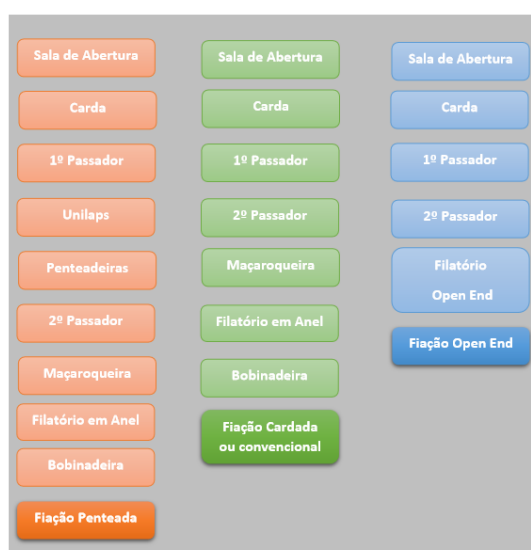 Sala de Abertura
Carda
1º Passador
Unilaps
Penteadeiras
2º Passador
Maçaroqueira
Filatório em Anel
Bobinadeira
Fiação Penteada
Sala de Abertura
Carda
1º Passador
2º Passador
Maçaroqueira
Filatório em Anel
Bobinadeira
Fiação Cardada
ou convencional
Sala de Abertura
Carda
1º Passador
2º Passador
Filatório
Open End
Fiação Open End